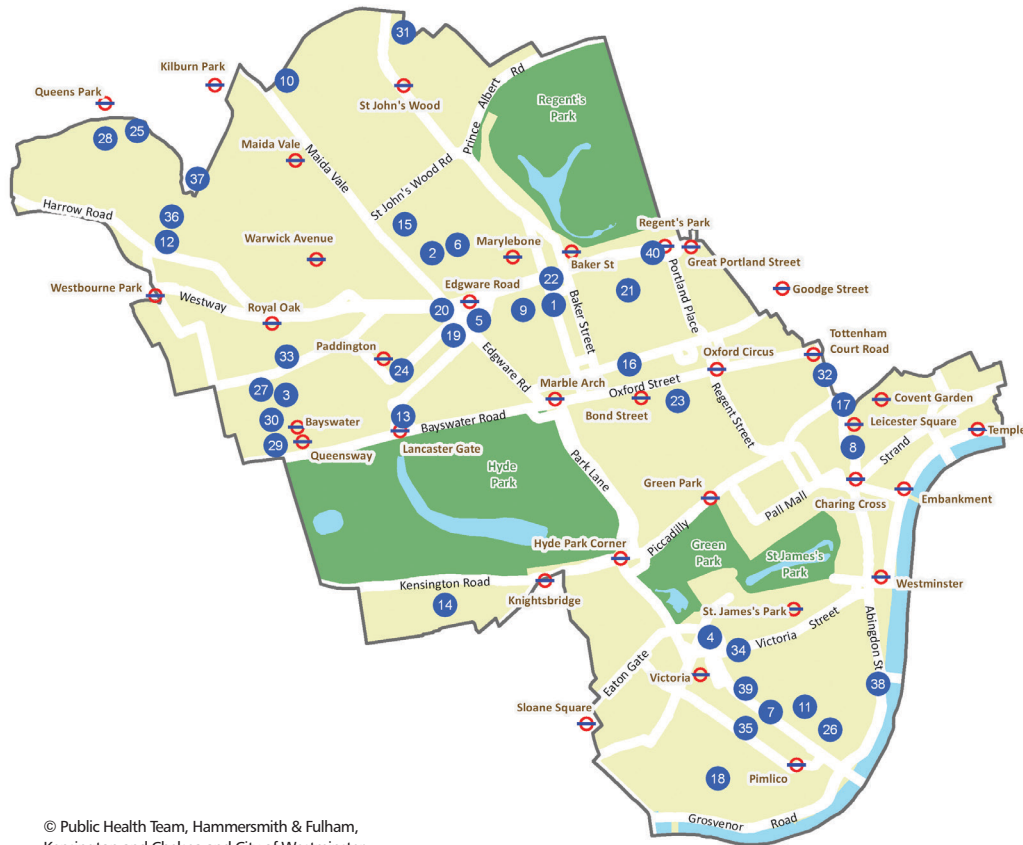 31
Kilburn Park
Queens Park
10
St John's Wood
Prince Albert Rd
Regent's
Park
28
25
Maida Vale
Maida Vale
St John's Wood Rd
37
Harrow Road
36
12
15
2
6
Warwick Avenue
Marylebone
Regent's Park
40
Baker St
Great Portland Street
Westbourne Park
Westway
Royal Oak
Edgware Road
22
21
Goodge Street
20
5
9
1
Baker Street
Portland Place
19
33
Paddington
24
Edgware Rd
Tottenham
Court Road
16
Oxford Circus
32
27
3
Marble Arch
Oxford Street
Bond Street
23
Regent Street
17
Covent Garden
30
Bayswater
13
Bayswater Road
Leicester Square
Temple
29
Queensway
Lancaster Gate
8
Strand
Hyde
Park
Park Lane
Green Park
Pall Mall
Charing Cross
Embankment
Piccadilly
Hyde Park Corner
Green
Park
St James's
Park
Kensington Road
Knightsbridge
Westminster
14
St. James's Park
4
34
Victoria Street
Abingdon St
Eaton Gate
Victoria
39
38
Sloane Square
7
11
35
26
18
Pimlico
Grosvenor Road
© Public Health Team, Hammersmith & Fulham,